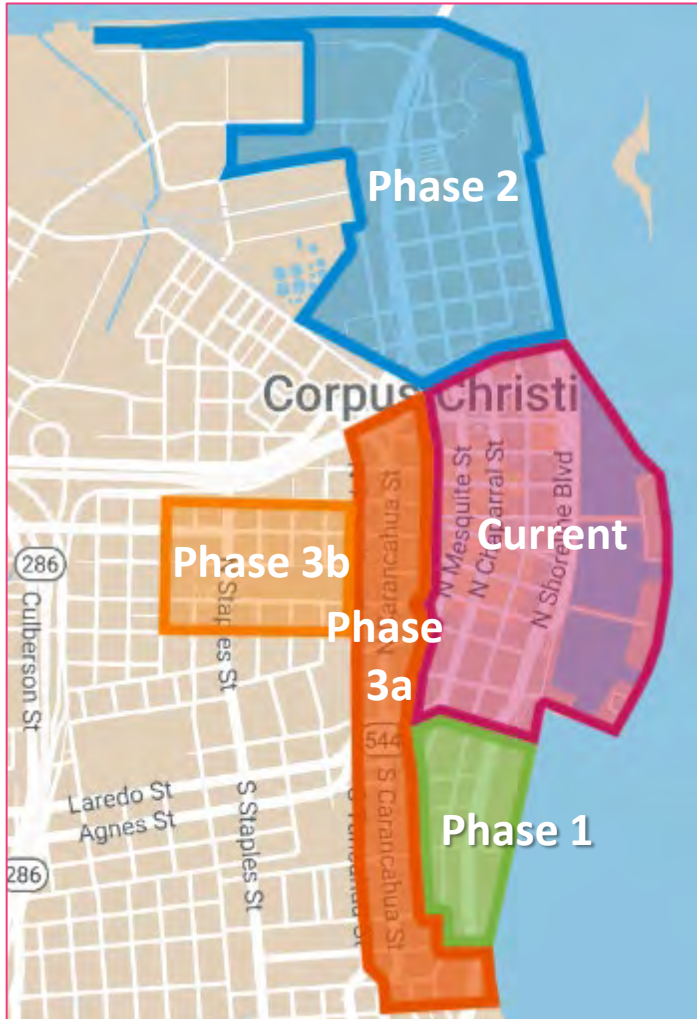 Phase 2
Corpus Christi
N Mesquite St
N Chaparral St
N Shoreline Blvd
Current
286
Phase 3b
Culberson St
Staples St
Carancahua St
Phase
3a
544
Laredo St
Agnes St
S Staples St
S Carancahua St
Phase 1
286